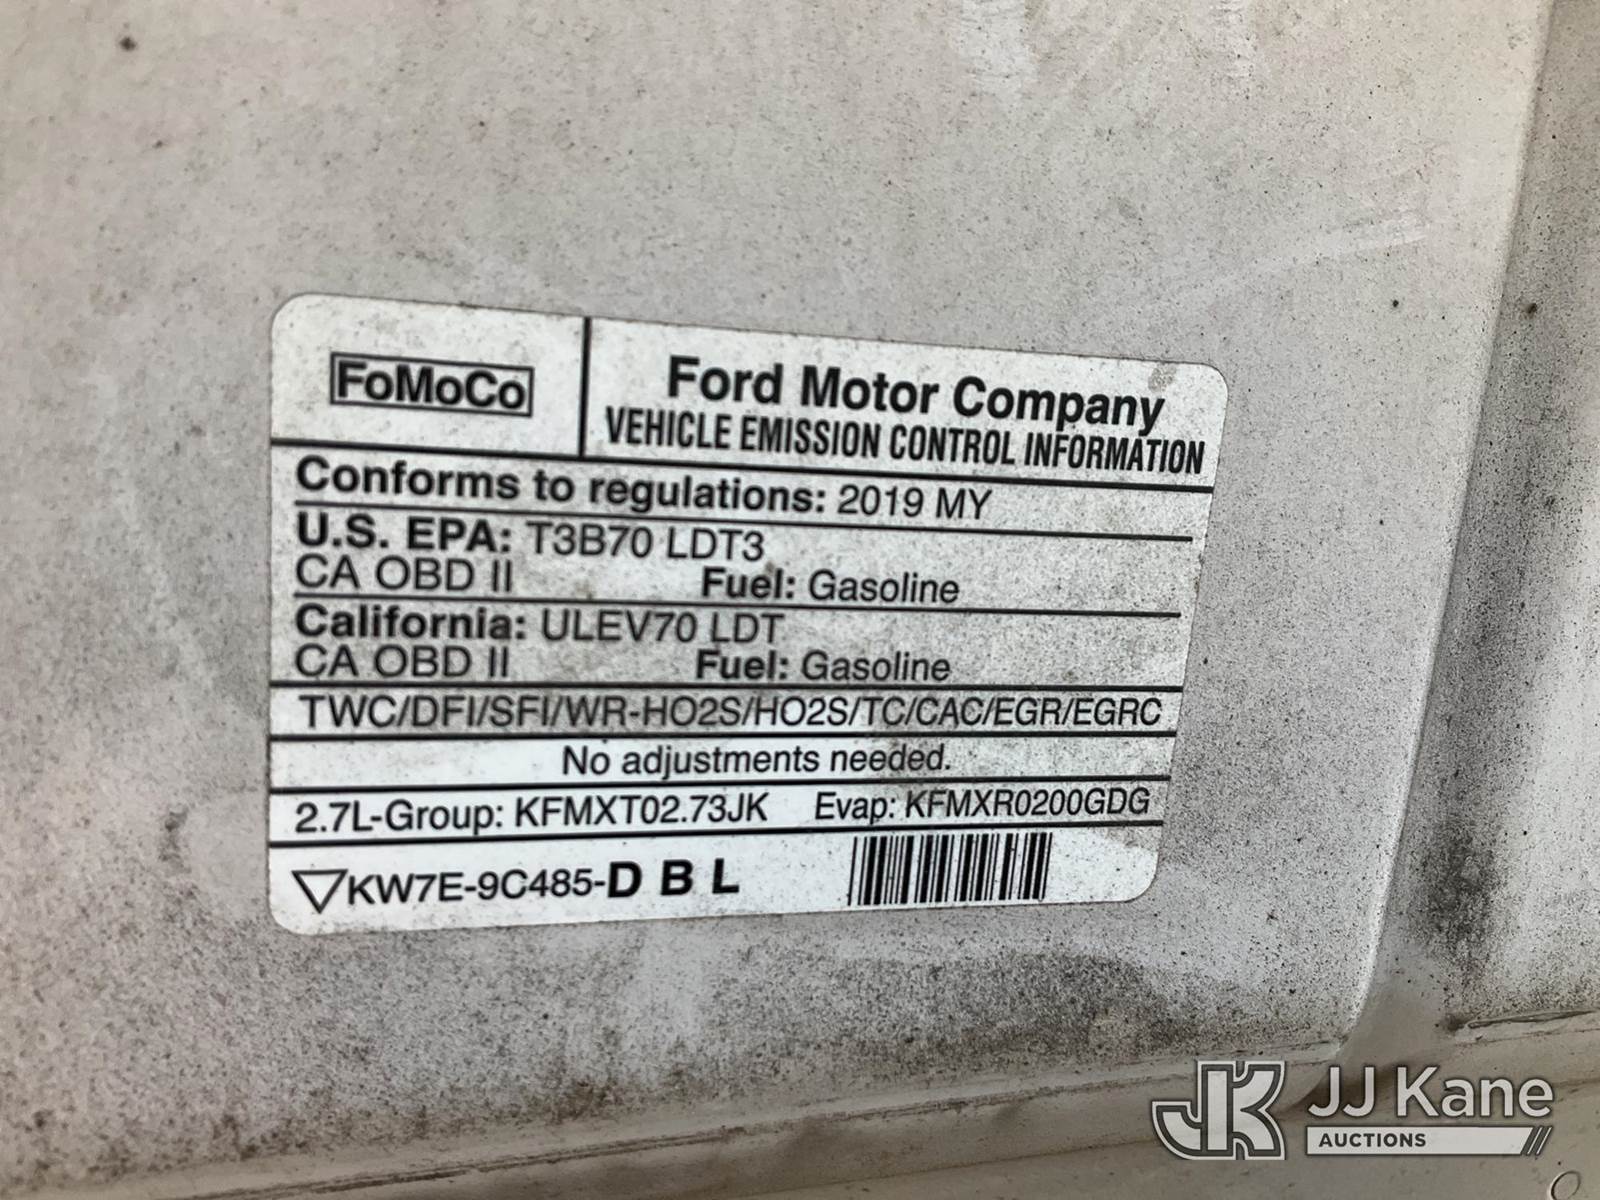 FoMoCo
Ford Motor Company
VEHICLE EMISSION CONTROL INFORMATION
Conforms to regulations: 2019 MY
U.S. EPA: T3B70 LDT3
CA OBD II Fuel: Gasoline
California: ULEV70 LDT
CA OBD II Fuel: Gasoline
TWC/DFI/SFI/WR-HO2S/HO2S/TC/CAC/EGR/EGRC
No adjustments needed.
2.7L-Group: KFMXT02.73JK Evap: KFMXR0200GDG
KW7E-9C485-D B L
JK JJ Kane
AUCTIONS